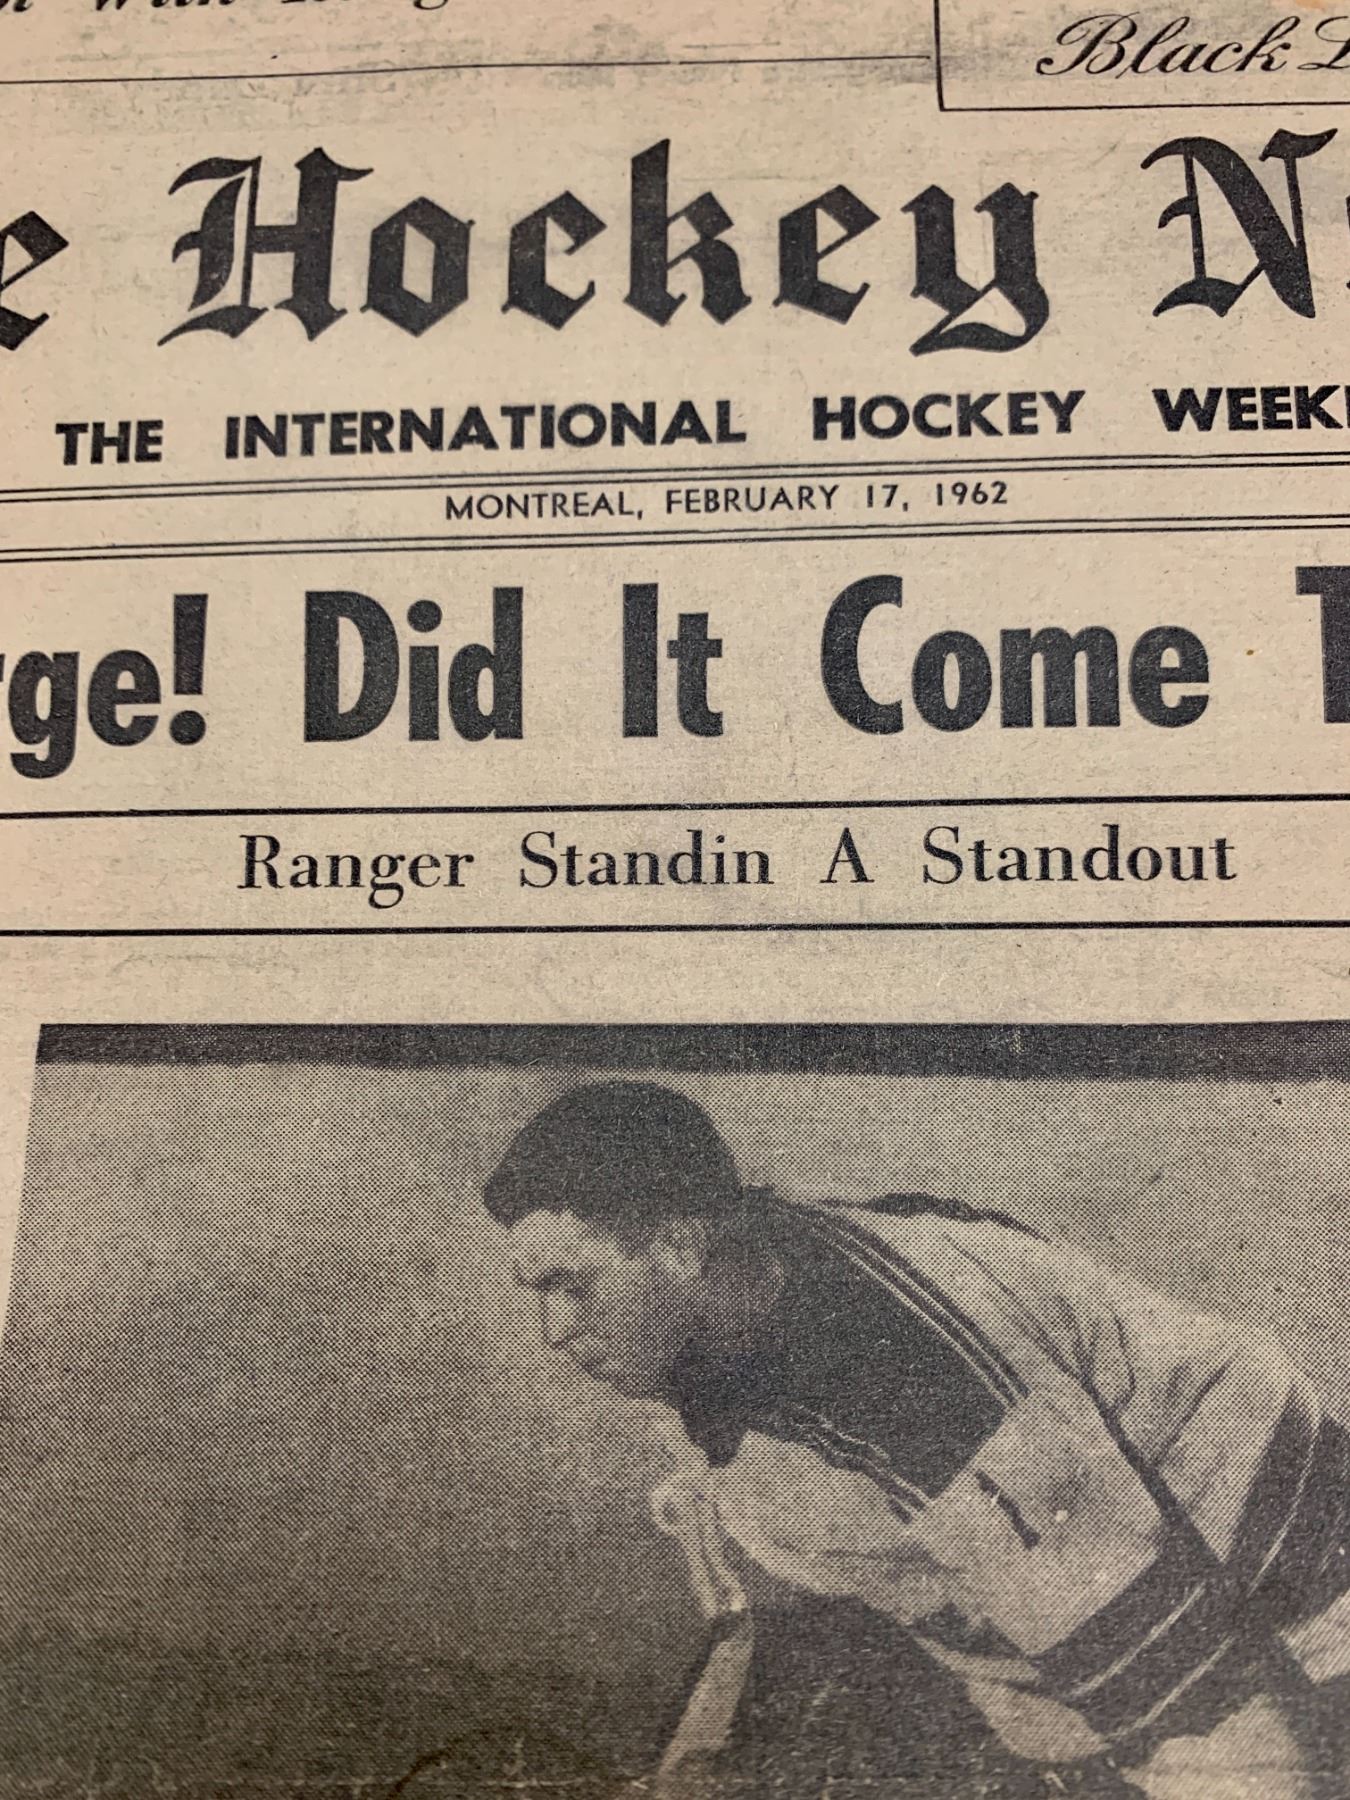 Black
e Hockey N
THE INTERNATIONAL HOCKEY WEEK
MONTREAL, FEBRUARY 17, 1962
rge! Did It Come T
Ranger Standin A Standout